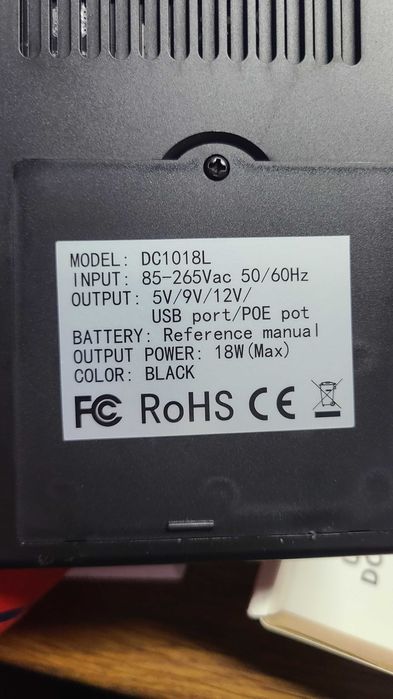 MODEL: DC1018L
INPUT: 85-265Vac 50/60Hz
OUTPUT: 5V/9V/12V/
USB port/POE pot
BATTERY: Reference manual
OUTPUT POWER: 18W(Max)
COLOR: BLACK
FC RoHS CE